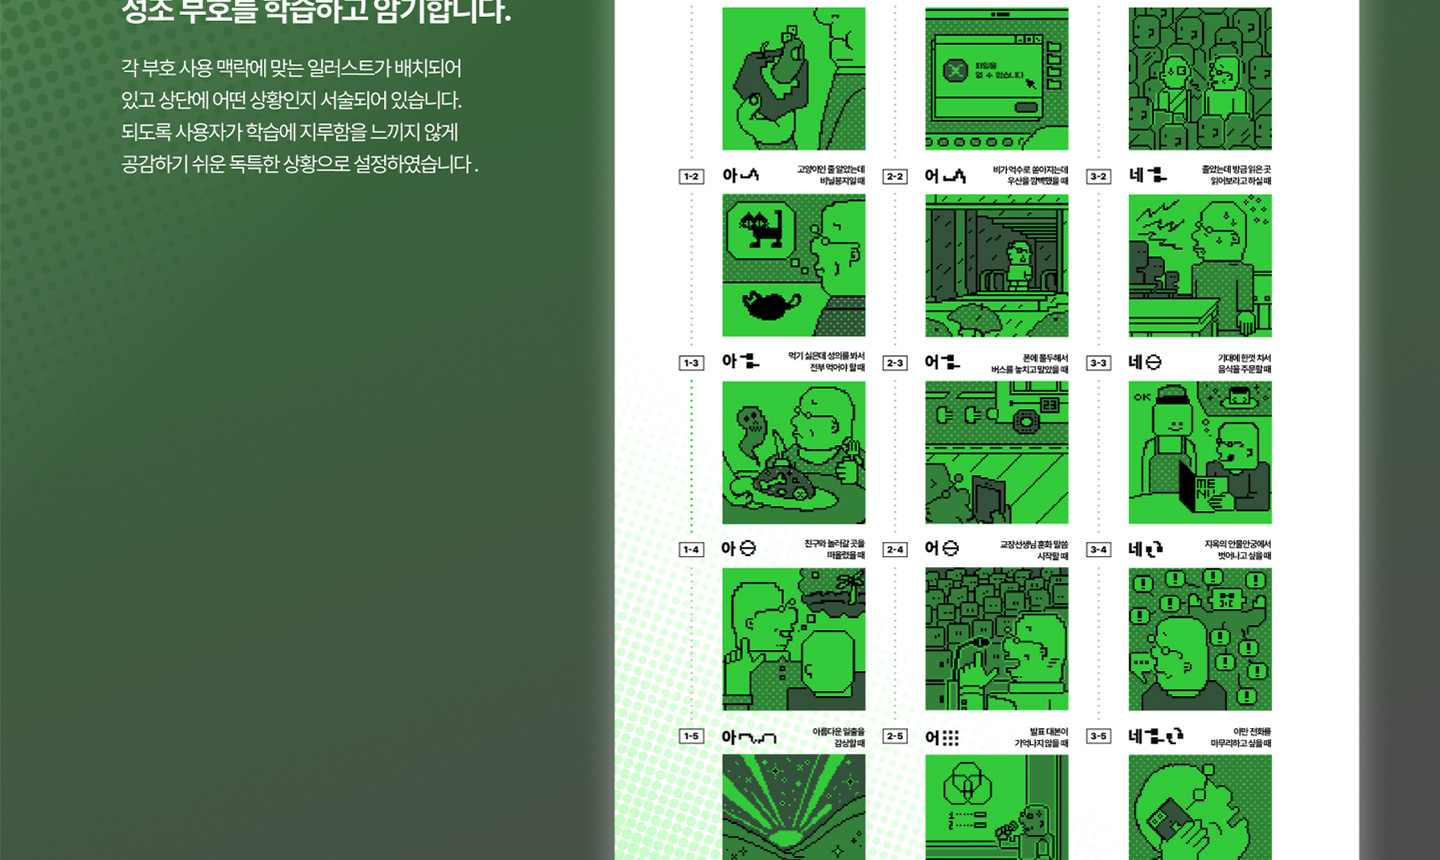 성조 부호를 학습하고 암기합니다.
각 부호 사용 맥락에 맞는 일러스트가 배치되어
있고 상단에 어떤 상황인지 서술되어 있습니다.
되도록 사용자가 학습에 지루함을 느끼지 않게
공감하기 쉬운 독특한 상황으로 설정하였습니다.
파일을
열 수 없습니다
1-2
아
고양이인 줄 알았는데
비닐봉지일 때
2-2
어
비가 억수로 쏟아지는데
우산을 깜빡했을 때
3-2
네
졸았는데 방금 읽은 곳
읽어보라고 하실 때
1-3
아
먹기 싫은데 성의를 봐서
전부 먹어야 할 때
2-3
어
폰에 몰두해서
버스를 놓치고 말았을 때
23
3-3
네
기대에 한껏 차서
음식을 주문할 때
OK
ME
NU
1-4
아
친구와 놀러갈 곳을
떠올렸을 때
2-4
어
교장선생님 훈화 말씀
시작할 때
3-4
네
지옥의 안물안궁에서
벗어나고 싶을 때
1-5
아
아름다운 일출을
감상할 때
2-5
어
발표 대본이
기억나지 않을 때
1
2
3-5
네
이만 전화를
마무리하고 싶을 때